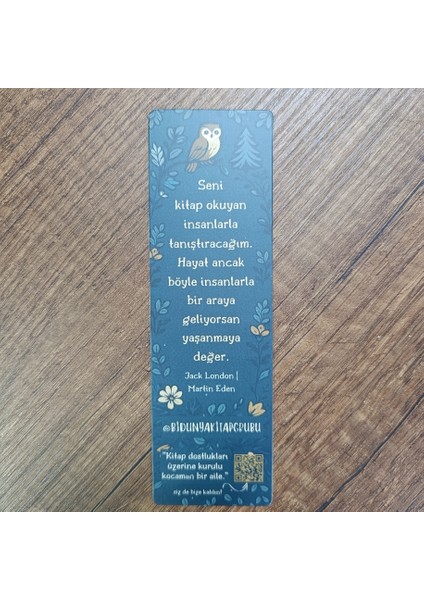 Seni
kitap okuyan
insanlarla
tanıştıracağım.
Hayat ancak
böyle insanlarla
bir araya
geliyorsan
yaşanmaya
değer.
Jack London |
Martin Eden
@BIDUNYAKITAPGRUBU
"Kitap dostlukları
üzerine kurulu
kocaman bir aile."
siz de bize katılın!